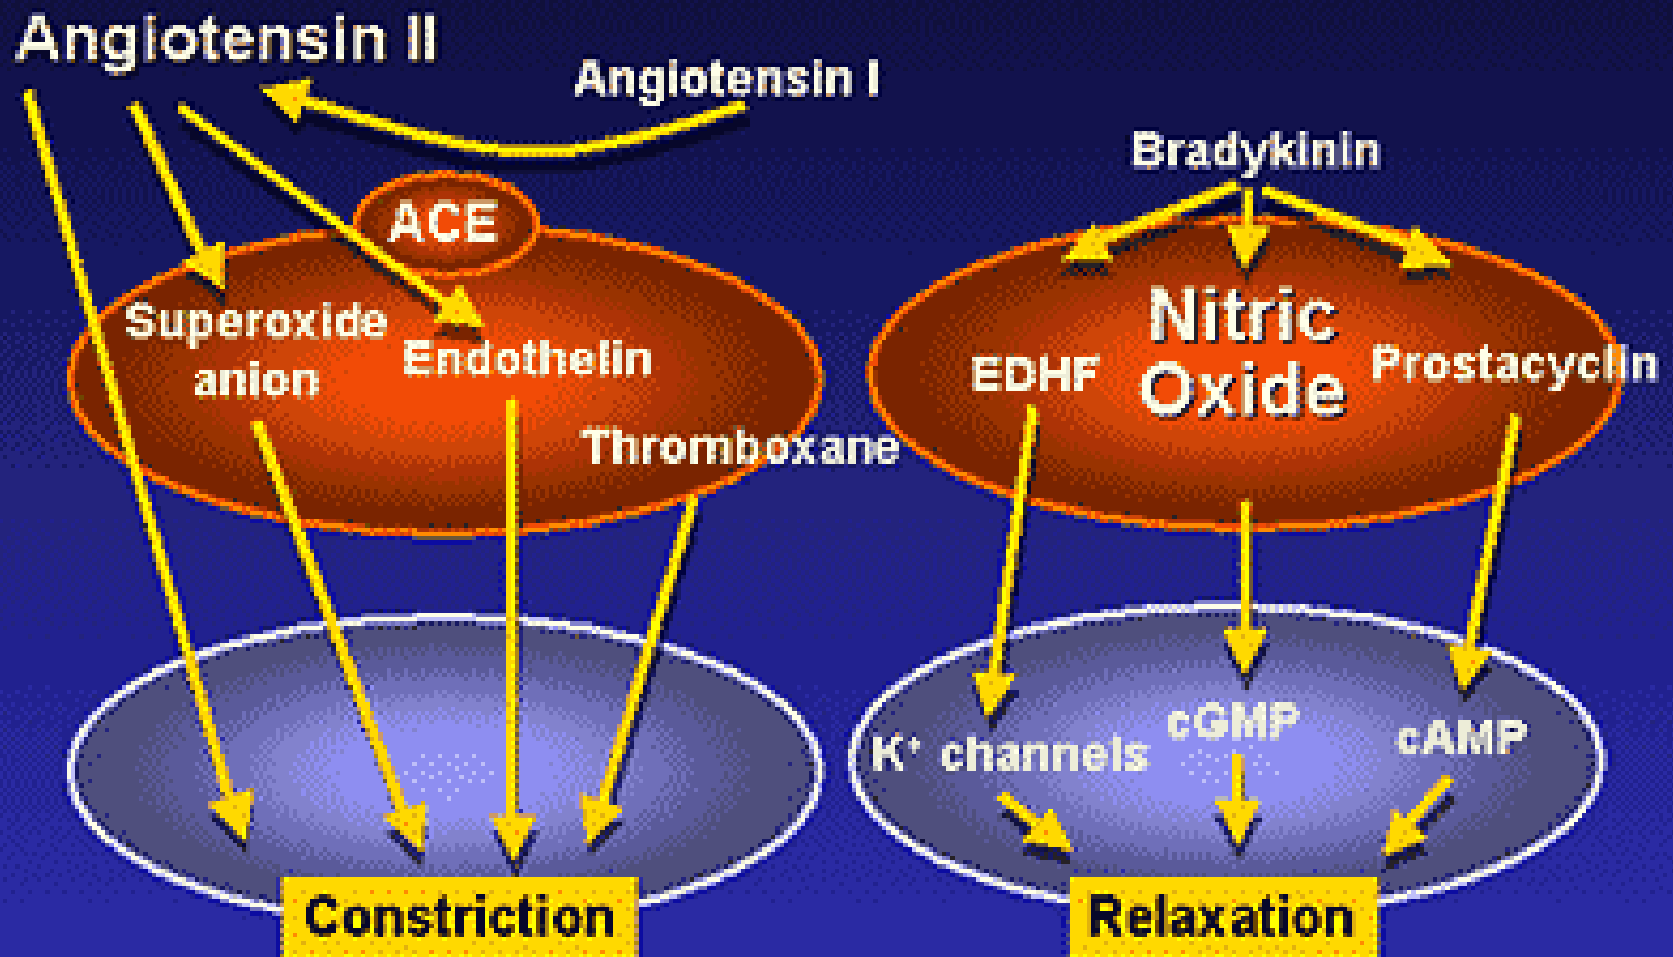 Angiotensin II
Angiotensin I
Bradykinin
ACE
Superoxide
anion
Endothelin
Thromboxane
EDHF
Nitric
Oxide
Prostacyclin
K⁺ channels
cGMP
cAMP
Constriction
Relaxation